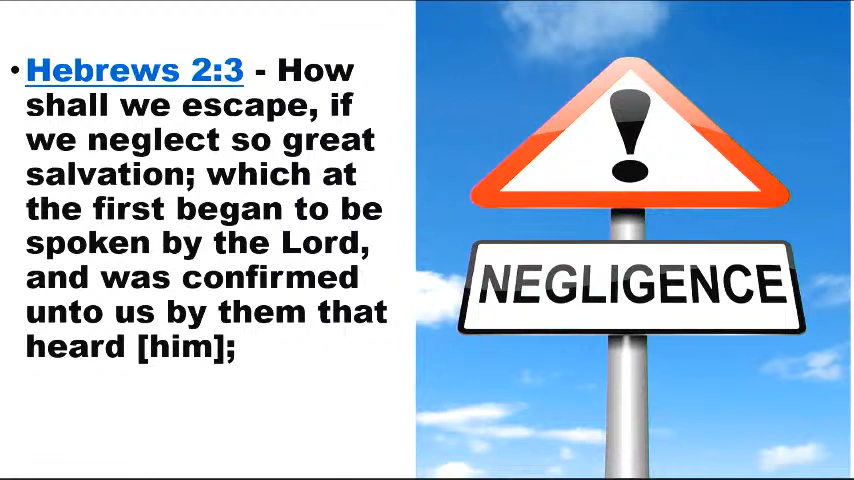 • Hebrews 2:3 - How
shall we escape, if
we neglect so great
salvation; which at
the first began to be
spoken by the Lord,
and was confirmed
unto us by them that
heard [him];
NEGLIGENCE